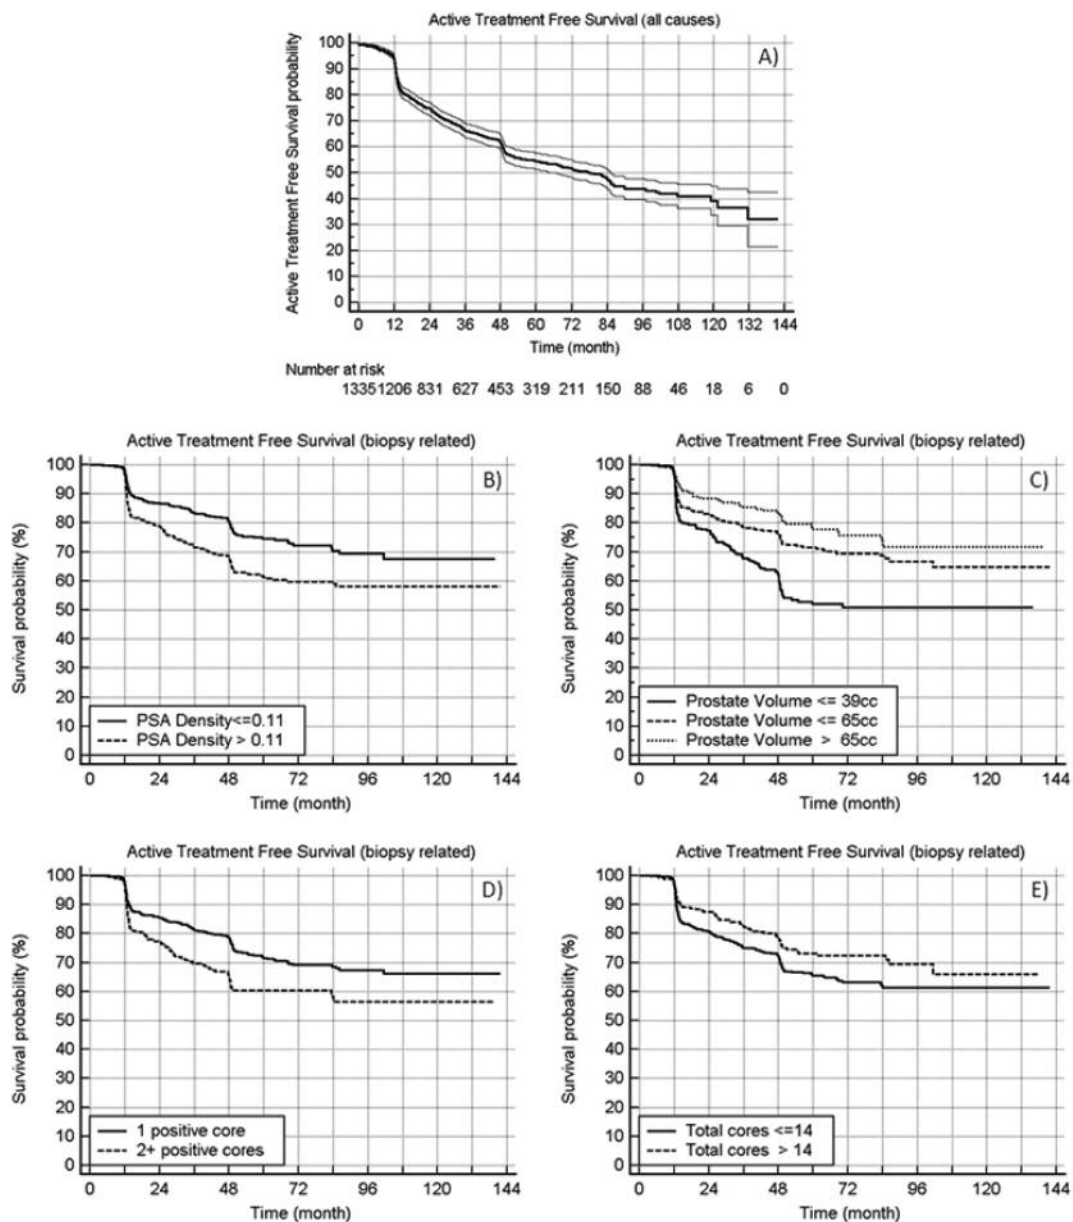 Active Treatment Free Survival (all causes)
A)
Active Treatment Free Survival probability
100
90
80
70
60
50
40
30
20
10
0
0 12 24 36 48 60 72 84 96 108 120 132 144
Time (month)
Number at risk
1335 1206 831 627 453 319 211 150 88 46 18 6 0
Active Treatment Free Survival (biopsy related)
B)
Survival probability (%)
100
90
80
70
60
50
40
30
20
10
0
PSA Density<=0.11
PSA Density > 0.11
0 24 48 72 96 120 144
Time (month)
Active Treatment Free Survival (biopsy related)
C)
Survival probability (%)
100
90
80
70
60
50
40
30
20
10
0
Prostate Volume <= 39cc
Prostate Volume <= 65cc
Prostate Volume > 65cc
0 24 48 72 96 120 144
Time (month)
Active Treatment Free Survival (biopsy related)
D)
Survival probability (%)
100
90
80
70
60
50
40
30
20
10
0
1 positive core
2+ positive cores
0 24 48 72 96 120 144
Time (month)
Active Treatment Free Survival (biopsy related)
E)
Survival probability (%)
100
90
80
70
60
50
40
30
20
10
0
Total cores <=14
Total cores > 14
0 24 48 72 96 120 144
Time (month)